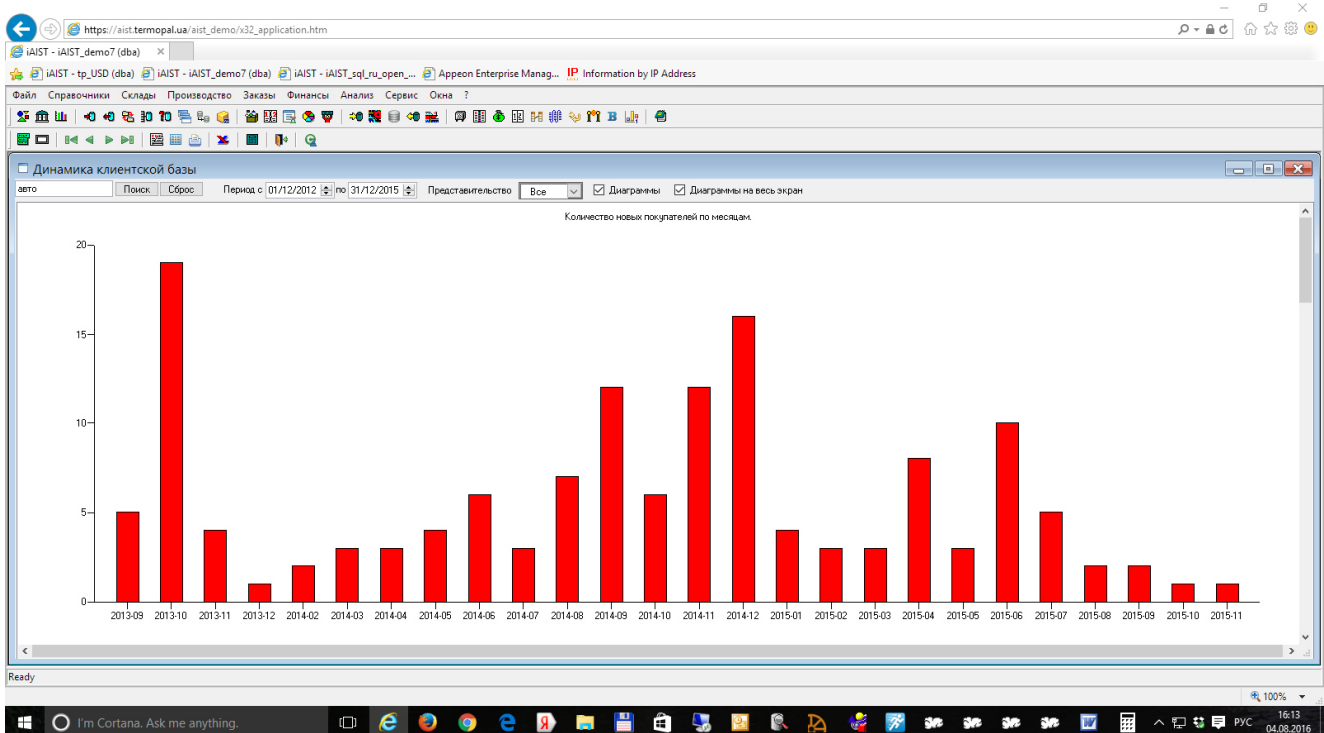 https://aist.termopal.ua/aist_demo/x32_application.htm
iAIST - iAIST_demo7 (dba)
iAIST - tp_USD (dba) iAIST - iAIST_demo7 (dba) iAIST - iAIST_sql_ru_open_... Appeon Enterprise Manag... IP Information by IP Address
Файл Справочники Склады Производство Заказы Финансы Анализ Сервис Окна ?
Динамика клиентской базы
авто Поиск Сброс Период с 01/12/2012 по 31/12/2015 Представительство Все Диаграммы Диаграммы на весь экран
Количество новых покупателей по месяцам.
20
15
10
5
0
2013-09 2013-10 2013-11 2013-12 2014-02 2014-03 2014-04 2014-05 2014-06 2014-07 2014-08 2014-09 2014-10 2014-11 2014-12 2015-01 2015-02 2015-03 2015-04 2015-05 2015-06 2015-07 2015-08 2015-09 2015-10 2015-11
Ready
100%
I'm Cortana. Ask me anything. РУС 16:13
04.08.2016